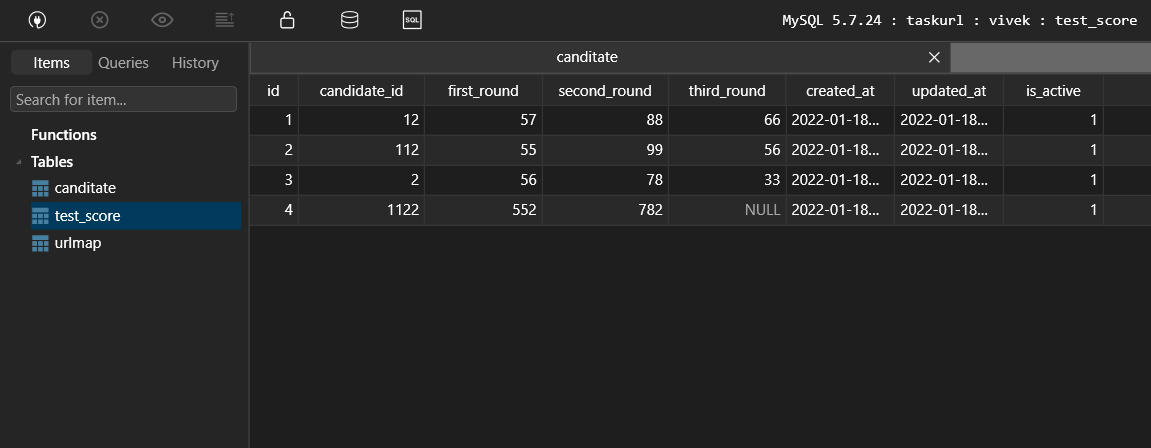 SQL
MySQL 5.7.24 : taskurl : vivek : test_score
Items Queries History
canditate
Search for item...
Functions
Tables
canditate
test_score
urlmap
id candidate_id first_round second_round third_round created_at updated_at is_active
1 12 57 88 66 2022-01-18... 2022-01-18... 1
2 112 55 99 56 2022-01-18... 2022-01-18... 1
3 2 56 78 33 2022-01-18... 2022-01-18... 1
4 1122 552 782 NULL 2022-01-18... 2022-01-18... 1